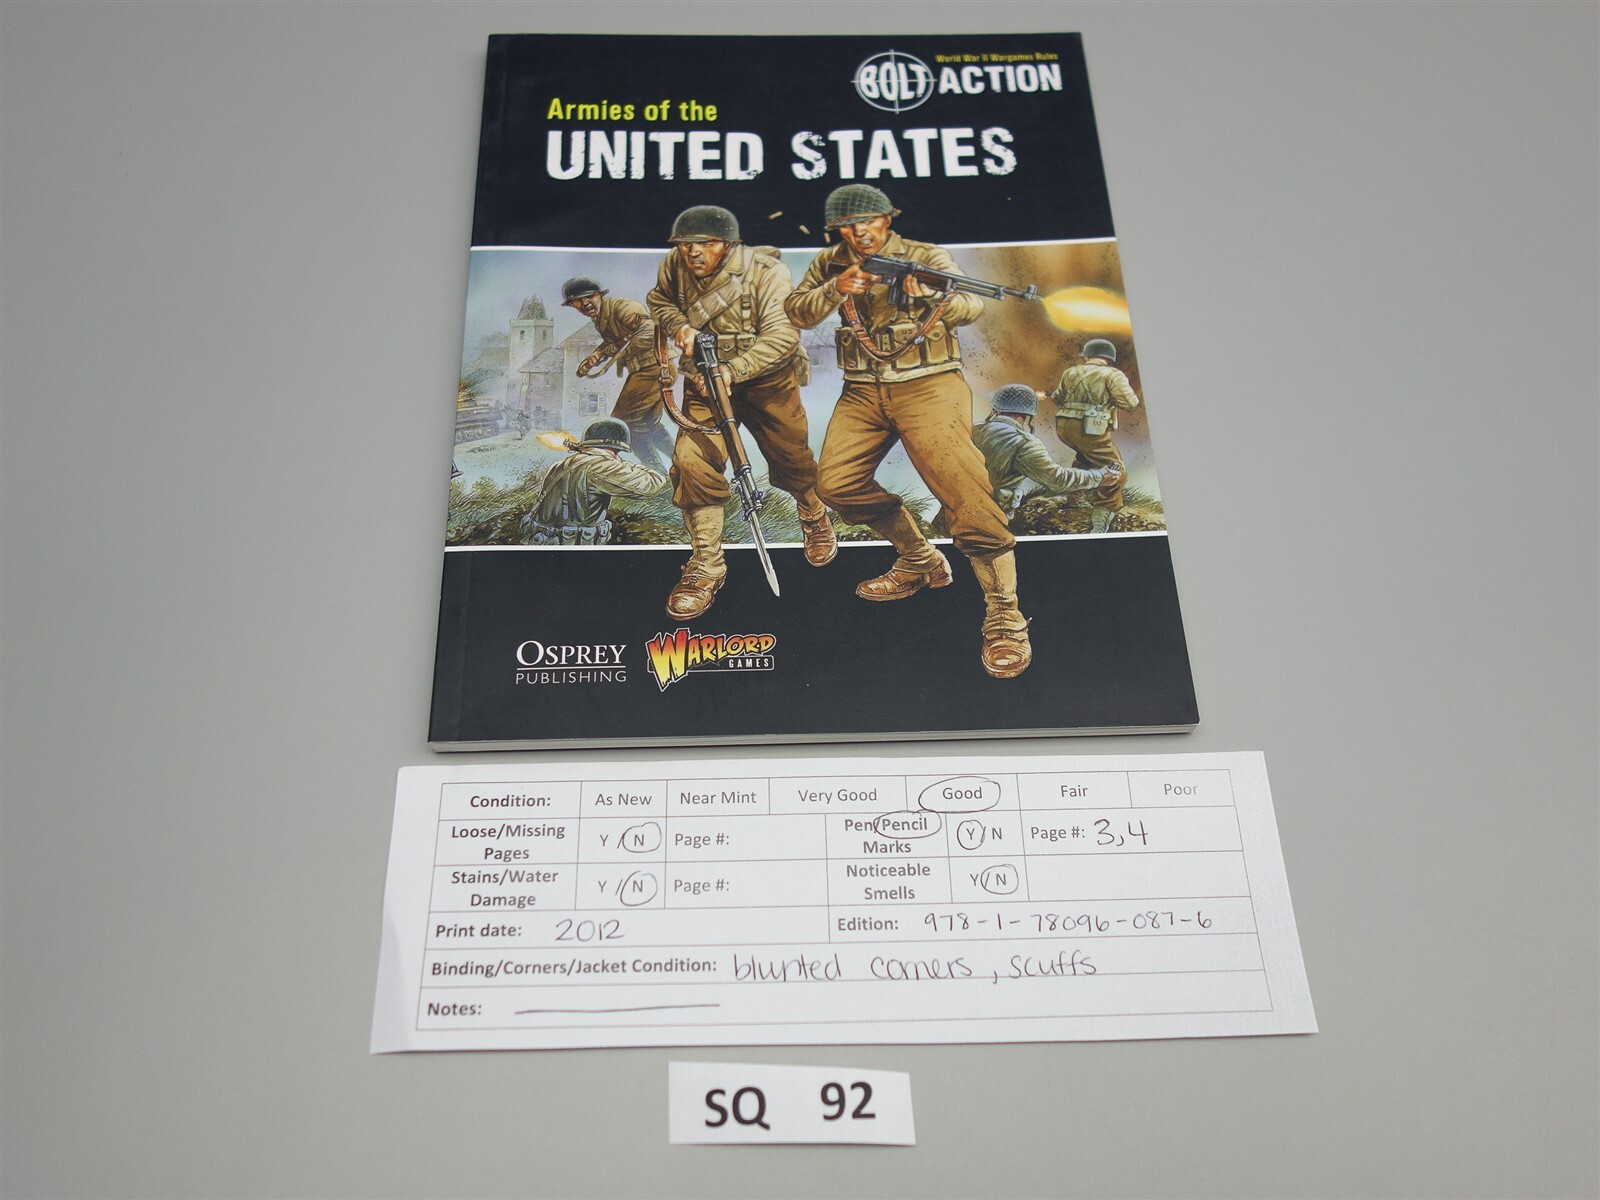 World War II Wargames Rules
BOLT ACTION
Armies of the
UNITED STATES
OSPREY
PUBLISHING
WARLORD
GAMES
Condition: As New Near Mint Very Good Good Fair Poor
Loose/Missing Pages Y / N Page #: Pen/Pencil Marks Y / N Page #: 3,4
Stains/Water Damage Y / N Page #: Noticeable Smells Y / N
Print date: 2012 Edition: 978-1-78096-087-6
Binding/Corners/Jacket Condition: blunted corners, scuffs
Notes:
SQ 92